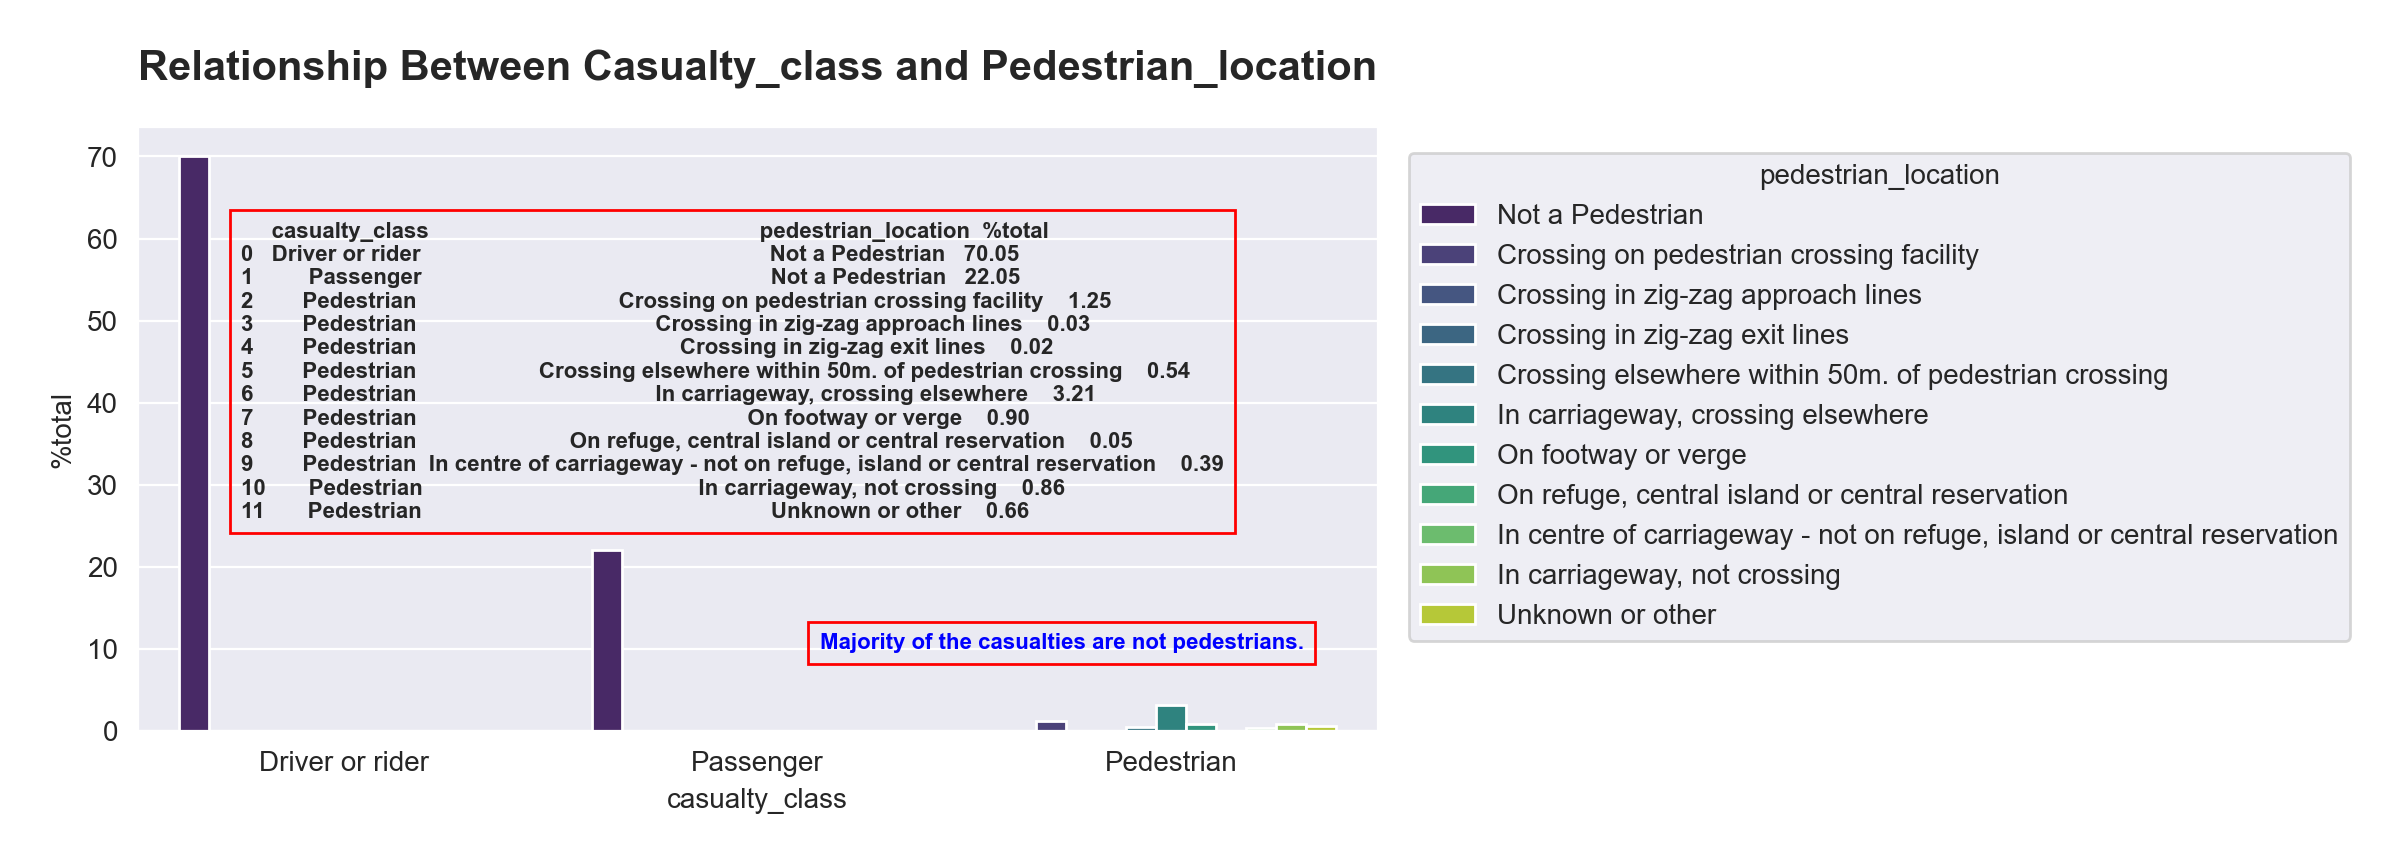 Relationship Between Casualty_class and Pedestrian_location
%total
70
60
50
40
30
20
10
0
casualty_class pedestrian_location %total
0 Driver or rider Not a Pedestrian 70.05
1 Passenger Not a Pedestrian 22.05
2 Pedestrian Crossing on pedestrian crossing facility 1.25
3 Pedestrian Crossing in zig-zag approach lines 0.03
4 Pedestrian Crossing in zig-zag exit lines 0.02
5 Pedestrian Crossing elsewhere within 50m. of pedestrian crossing 0.54
6 Pedestrian In carriageway, crossing elsewhere 3.21
7 Pedestrian On footway or verge 0.90
8 Pedestrian On refuge, central island or central reservation 0.05
9 Pedestrian In centre of carriageway - not on refuge, island or central reservation 0.39
10 Pedestrian In carriageway, not crossing 0.86
11 Pedestrian Unknown or other 0.66
Majority of the casualties are not pedestrians.
Driver or rider
Passenger
Pedestrian
casualty_class
pedestrian_location
Not a Pedestrian
Crossing on pedestrian crossing facility
Crossing in zig-zag approach lines
Crossing in zig-zag exit lines
Crossing elsewhere within 50m. of pedestrian crossing
In carriageway, crossing elsewhere
On footway or verge
On refuge, central island or central reservation
In centre of carriageway - not on refuge, island or central reservation
In carriageway, not crossing
Unknown or other